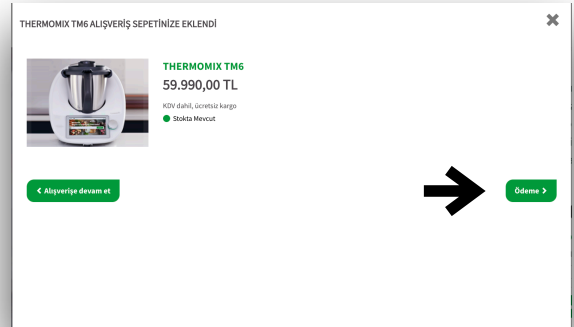 THERMOMIX TM6 ALIŞVERİŞ SEPETİNİZE EKLENDİ
THERMOMIX TM6
59.990,00 TL
KDV dahil, ücretsiz kargo
Stokta Mevcut
Alışverişe devam et
Ödeme